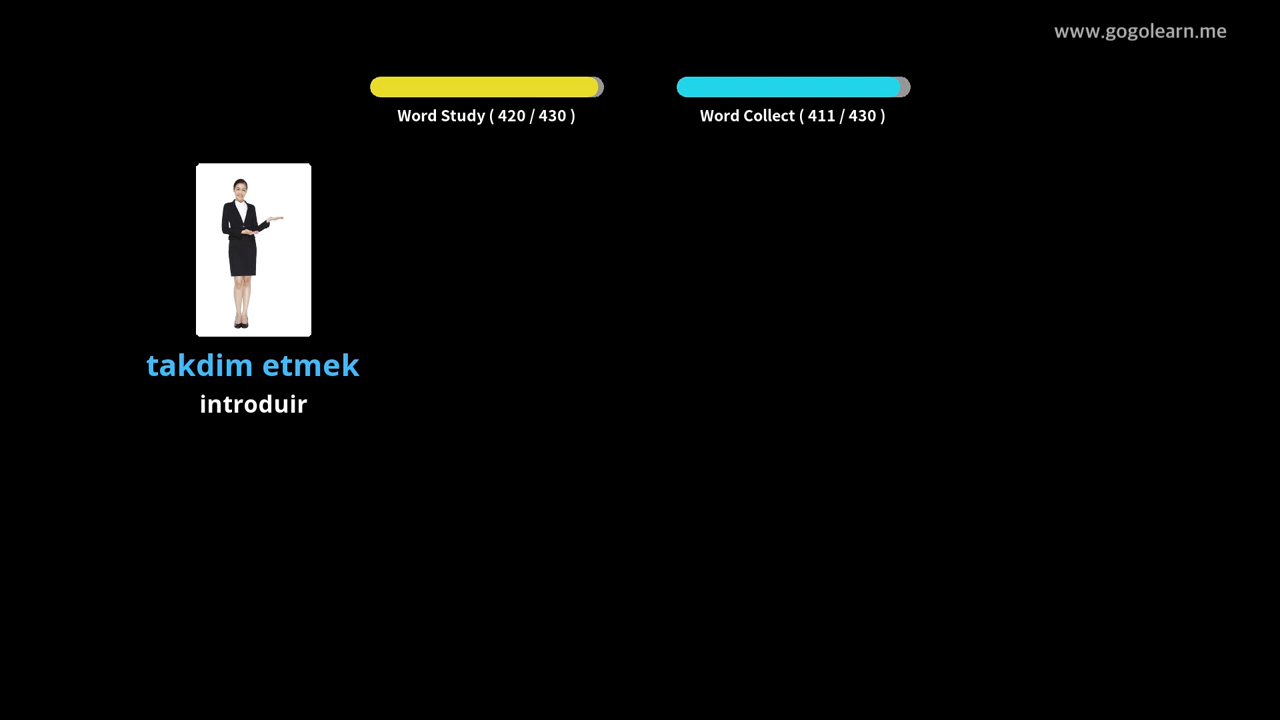 www.gogolearn.me
Word Study ( 420 / 430 )
Word Collect ( 411 / 430 )
takdim etmek
introduir